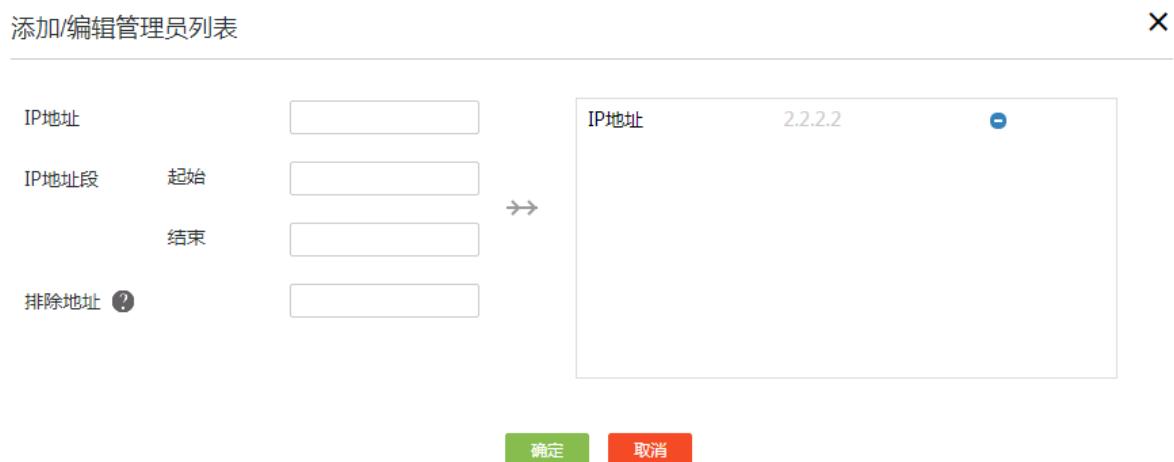 添加/编辑管理员列表
IP地址
IP地址段 起始
结束
排除地址 ?
IP地址 2.2.2.2
确定 取消